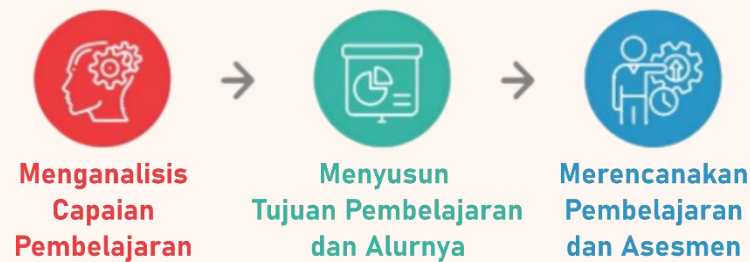 Menganalisis
Capaian
Pembelajaran
Menyusun
Tujuan Pembelajaran
dan Alurnya
Merencanakan
Pembelajaran
dan Asesmen